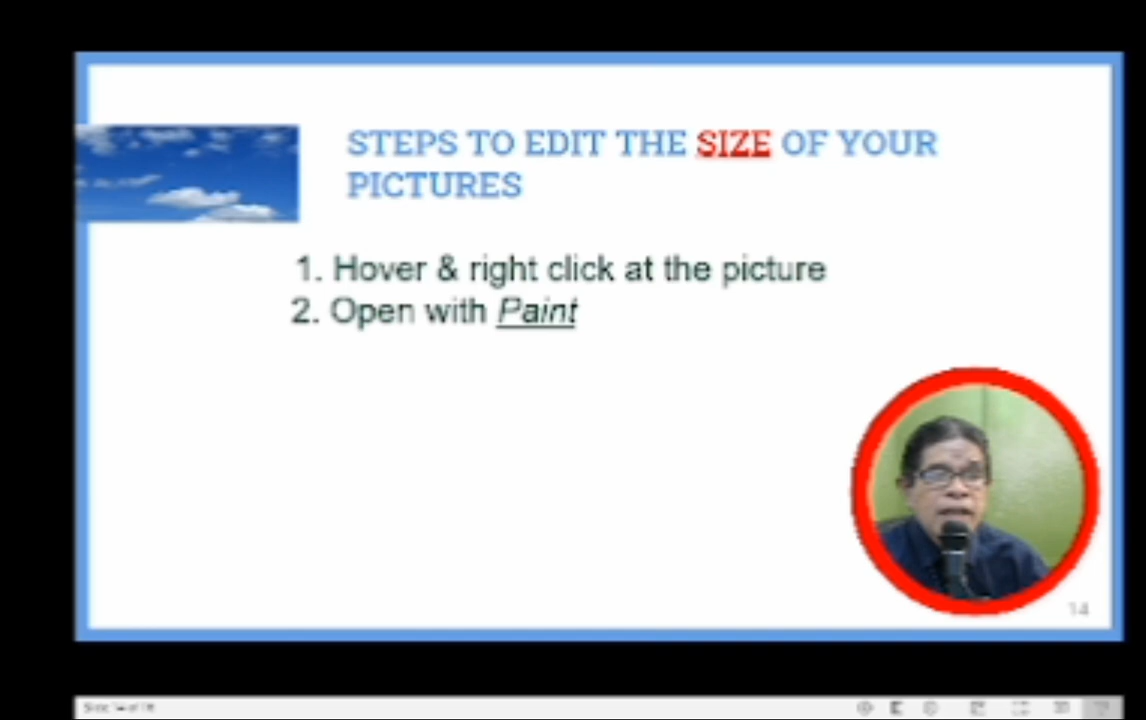 STEPS TO EDIT THE SIZE OF YOUR
PICTURES
1. Hover & right click at the picture
2. Open with Paint
14